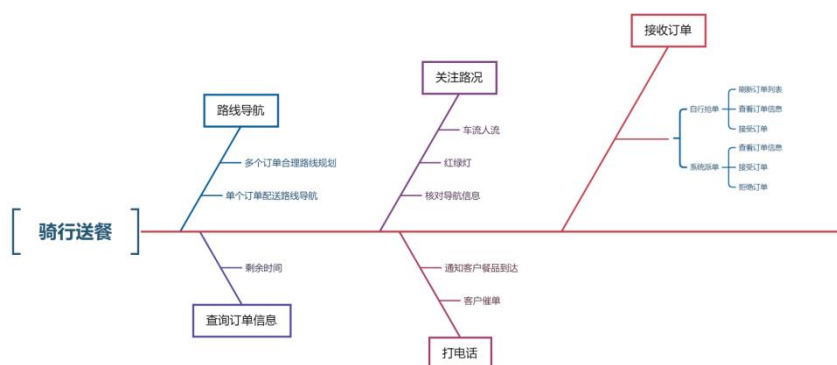 骑行送餐
路线导航
多个订单合理路线规划
单个订单配送路线导航
查询订单信息
剩余时间
关注路况
车流人流
红绿灯
核对导航信息
打电话
通知客户餐品到达
客户催单
接收订单
自行抢单
刷新订单列表
查看订单信息
接受订单
系统派单
查看订单信息
接受订单
拒绝订单